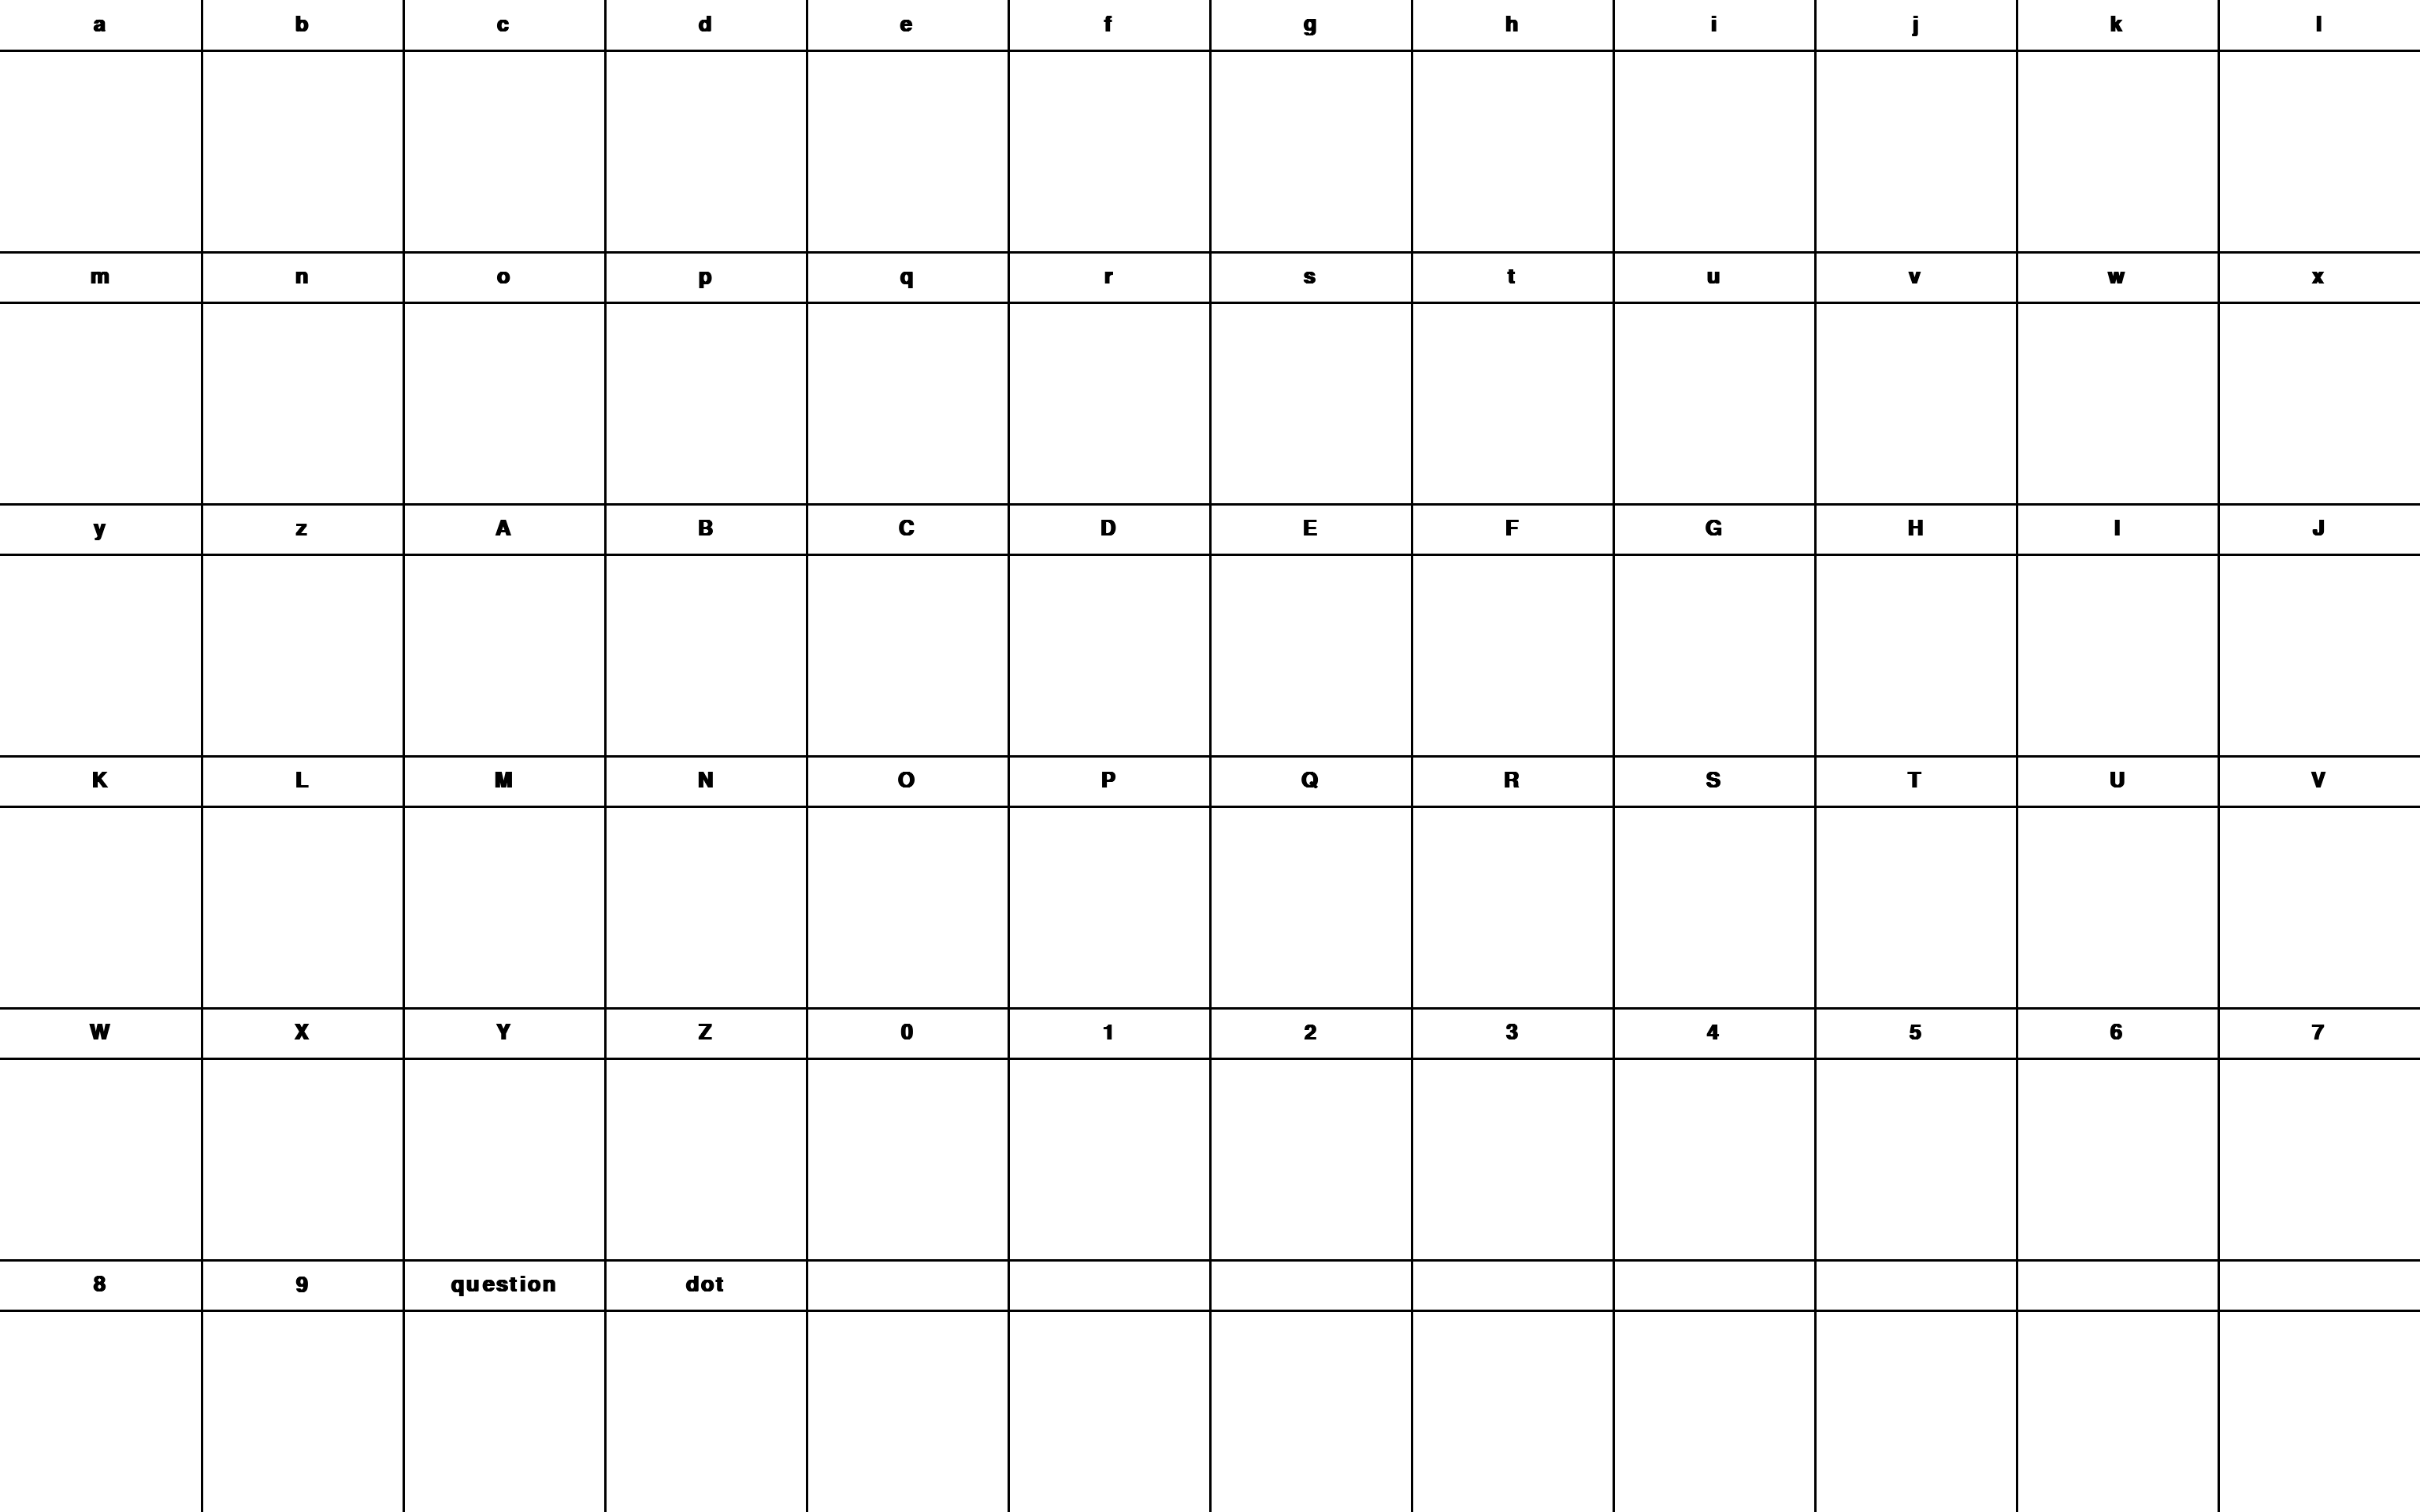 a b c d e f g h i j k l
m n o p q r s t u v w x
y z A B C D E F G H I J
K L M N O P Q R S T U V
W X Y Z 0 1 2 3 4 5 6 7
8 9 question dot